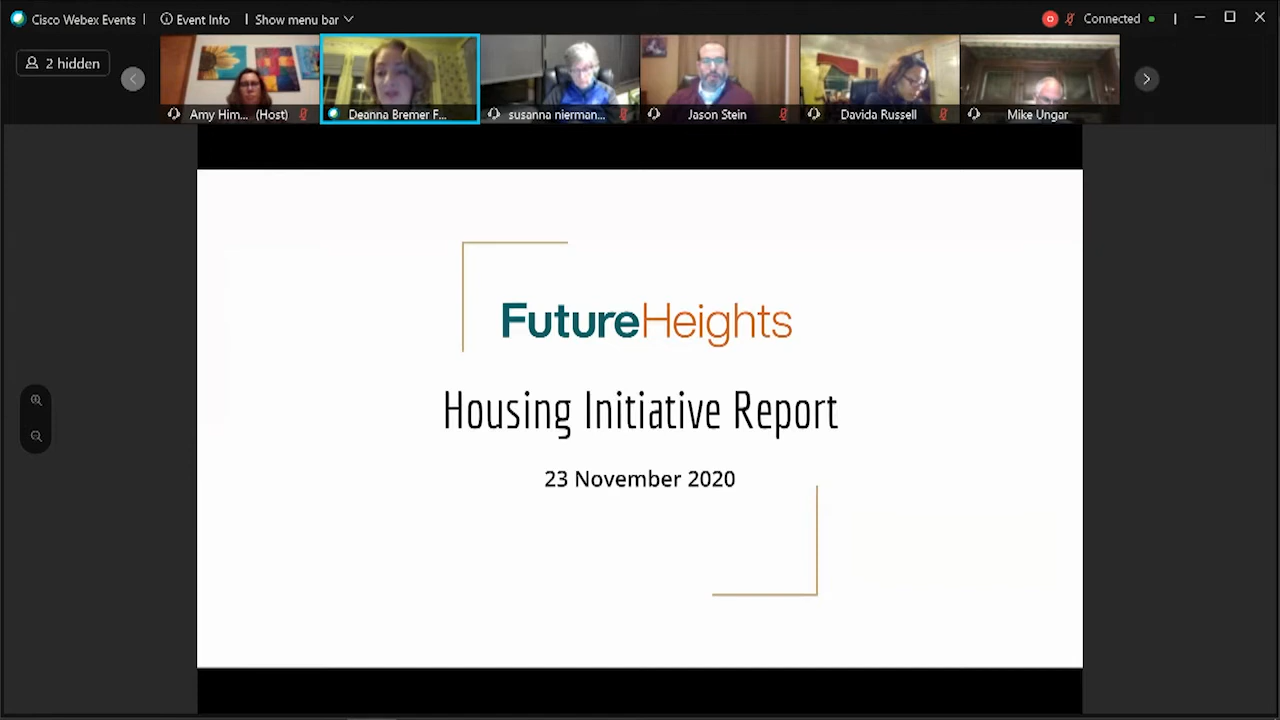 Cisco Webex Events
Event Info
Show menu bar
Connected
2 hidden
Amy Him... (Host)
Deanna Bremer F...
susanna nierman...
Jason Stein
Davida Russell
Mike Ungar
FutureHeights
Housing Initiative Report
23 November 2020